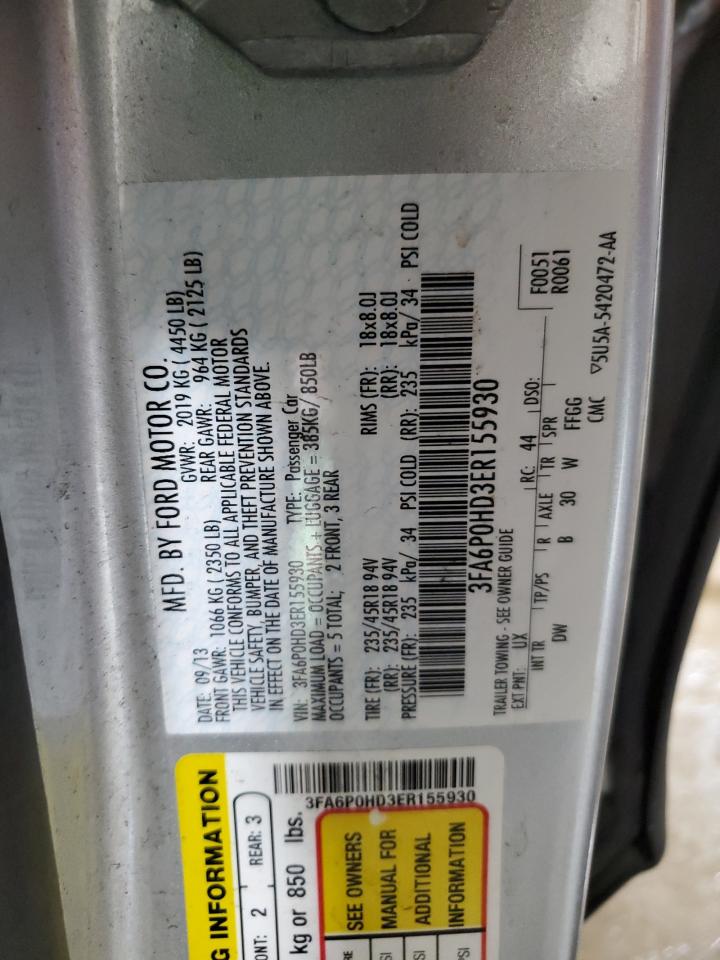 MFD. BY FORD MOTOR CO.
DATE: 09/13 GVWR: 2019 KG ( 4450 LB)
FRONT GAWR: 1066 KG ( 2350 LB) REAR GAWR: 964 KG ( 2125 LB)
THIS VEHICLE CONFORMS TO ALL APPLICABLE FEDERAL MOTOR
VEHICLE SAFETY, BUMPER, AND THEFT PREVENTION STANDARDS
IN EFFECT ON THE DATE OF MANUFACTURE SHOWN ABOVE.
VIN: 3FA6P0HD3ER155930 TYPE: Passenger Car
MAXIMUM LOAD = OCCUPANTS + LUGGAGE = 385KG/ 850LB
OCCUPANTS = 5 TOTAL; 2 FRONT, 3 REAR
TIRE (FR): 235/45R18 94V RIMS (FR): 18x8.0J
(RR): 235/45R18 94V (RR): 18x8.0J
PRESSURE (FR): 235 kPa/ 34 PSI COLD (RR): 235 kPa/ 34 PSI COLD
3FA6P0HD3ER155930
TRAILER TOWING - SEE OWNER GUIDE
F0051
R0061
EXT PNT: UX RC: 44 DSO:
INT TR TP/PS R AXLE TR SPR
DW B 30 W FFGG
CMC ▽5U5A-5420472-AA
G INFORMATION
ONT: 2 REAR: 3
kg or 850 lbs.
3FA6P0HD3ER155930
SEE OWNERS
MANUAL FOR
ADDITIONAL
INFORMATION